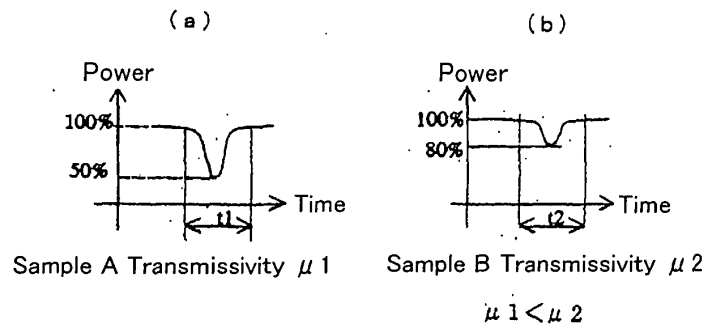 (a)
Power
100%
50%
t1
Time
Sample A Transmissivity μ1
(b)
Power
100%
80%
t2
Time
Sample B Transmissivity μ2
μ1<μ2